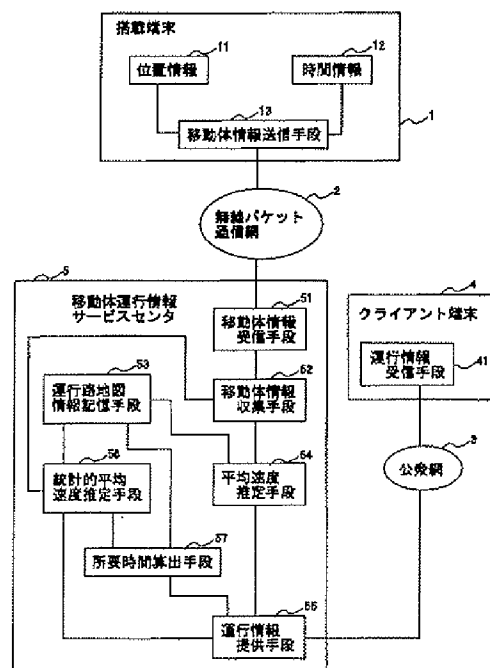 搭載端末
11
位置情報
12
時間情報
13
移動体情報送信手段
1
2
無線パケット
通信網
5
移動体運行情報
サービスセンタ
51
移動体情報
受信手段
4
クライアント端末
運行情報
受信手段
41
53
運行路地図
情報記憶手段
52
移動体情報
収集手段
3
公衆網
56
統計的平均
速度推定手段
54
平均速度
推定手段
57
所要時間算出手段
55
運行情報
提供手段